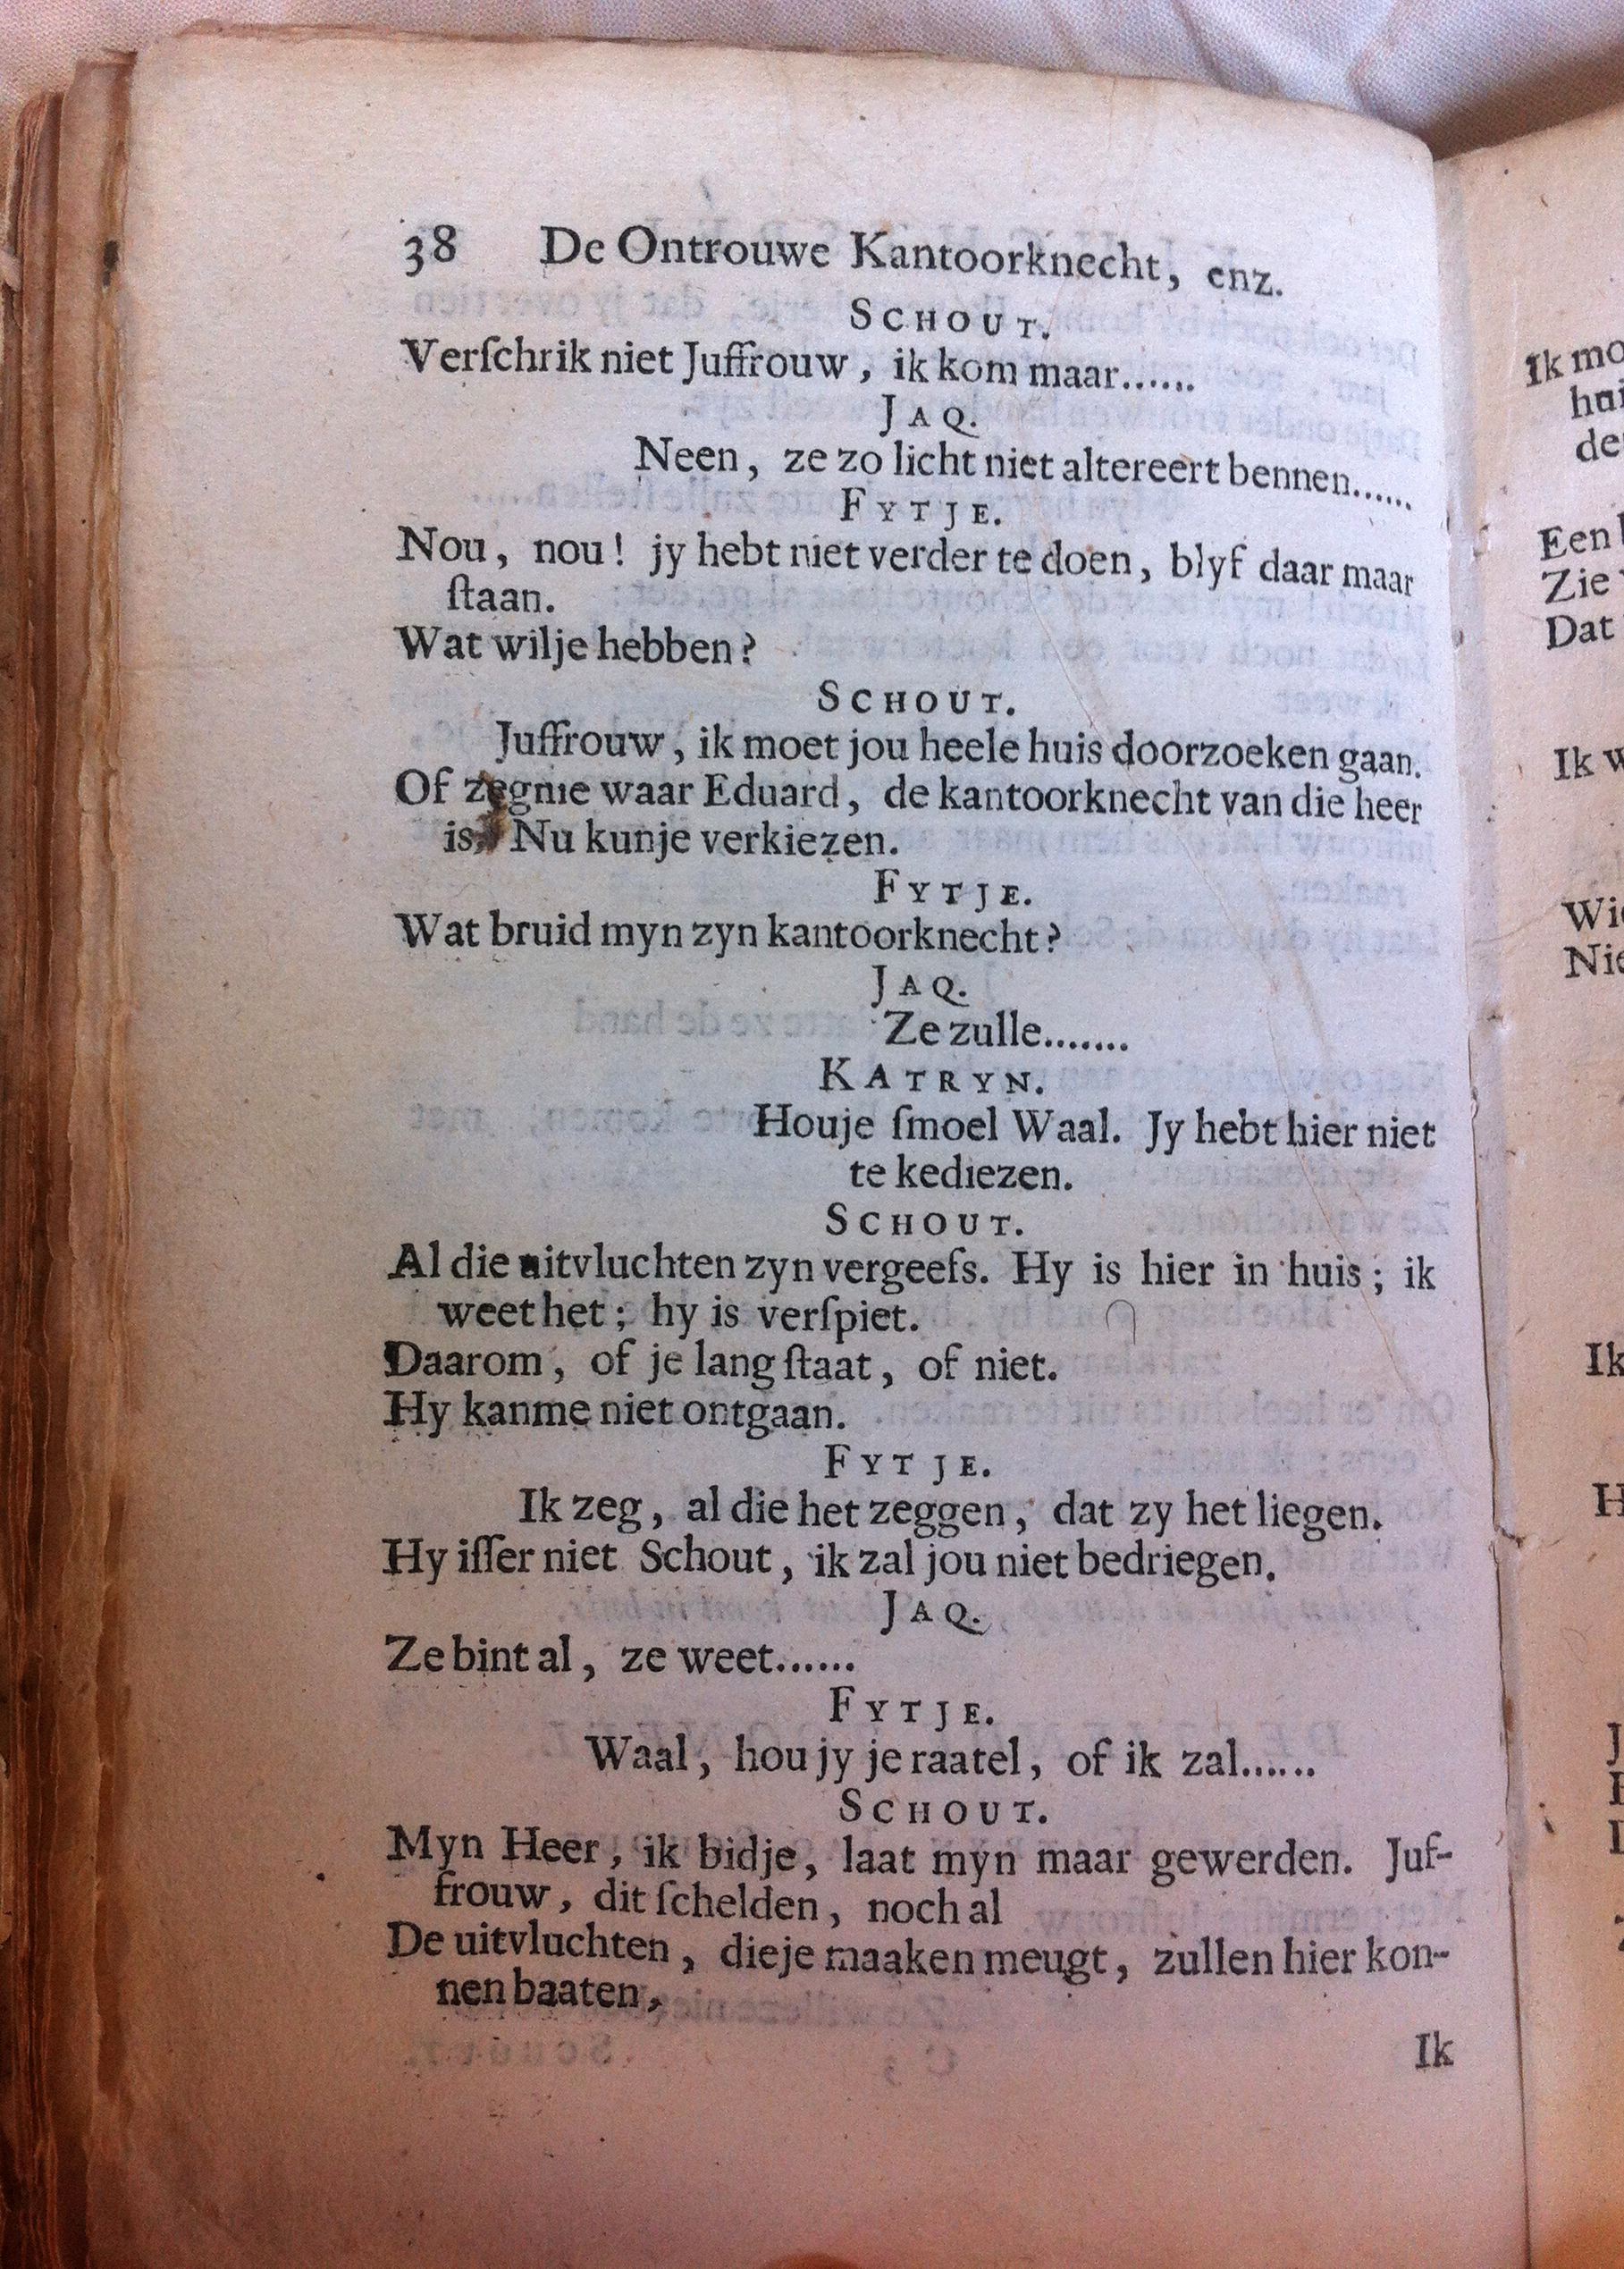 38 De Ontrouwe Kantoorknecht, enz.
SCHOUT.
Verſchrik niet Juffrouw, ik kom maar......
JAQ.
Neen, ze zo licht niet altereert bennen......
FYTJE.
Nou, nou! jy hebt niet verder te doen, blyf daar maar
ſtaan.
Wat wilje hebben?
SCHOUT.
Juffrouw, ik moet jou heele huis doorzoeken gaan.
Of zegme waar Eduard, de kantoorknecht van die heer
is. Nu kunje verkiezen.
FYTJE.
Wat bruid myn zyn kantoorknecht?
JAQ.
Ze zulle.......
KATRYN.
Houje ſmoel Waal. Jy hebt hier niet
te kediezen.
SCHOUT.
Al die uitvluchten zyn vergeefs. Hy is hier in huis; ik
weet het; hy is verſpiet.
Daarom, of je lang ſtaat, of niet.
Hy kanme niet ontgaan.
FYTJE.
Ik zeg, al die het zeggen, dat zy het liegen.
Hy iſſer niet Schout, ik zal jou niet bedriegen.
JAQ.
Ze bint al, ze weet......
FYTJE.
Waal, hou jy je raatel, of ik zal......
SCHOUT.
Myn Heer, ik bidje, laat myn maar gewerden. Juf-
frouw, dit ſchelden, noch al
De uitvluchten, dieje maaken meugt, zullen hier kon-
nen baaten,
Ik
Ik
Een
Zie
Dat
Ik
Ik